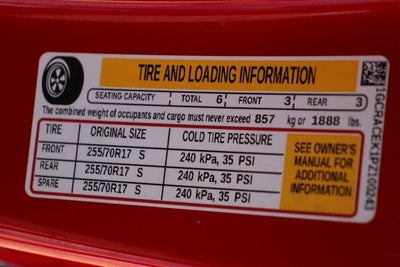 TIRE AND LOADING INFORMATION
SEATING CAPACITY TOTAL 6 FRONT 3 REAR 3
The combined weight of occupants and cargo must never exceed 857 kg or 1888 lbs.
TIRE ORIGINAL SIZE COLD TIRE PRESSURE
FRONT 255/70R17 S 240 kPa, 35 PSI
REAR 255/70R17 S 240 kPa, 35 PSI
SPARE 255/70R17 S 240 kPa, 35 PSI
SEE OWNER'S
MANUAL FOR
ADDITIONAL
INFORMATION
1GCRACEK1PZ100243